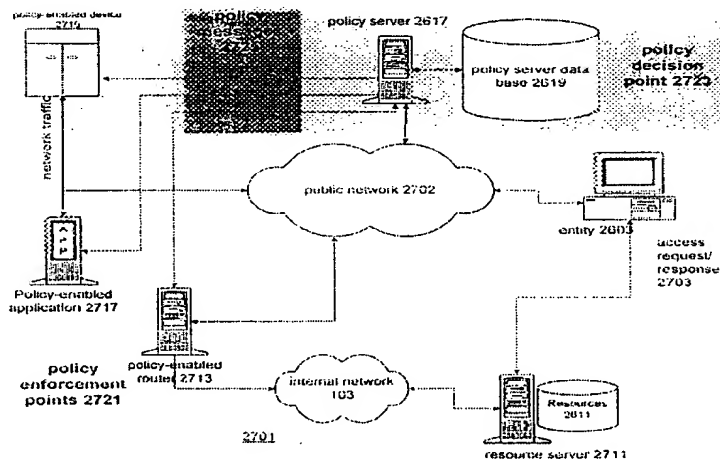 policy-enabled device
policy
policy server 2617
policy server data
base 2619
policy
decision
point 2723
network traffic
public network 2702
entity 2603
access
request/
response
2703
APP
Policy-enabled
application 2717
policy
enforcement
points 2721
policy-enabled
router 2713
internal network
103
Resources
2611
resource server 2711
2701